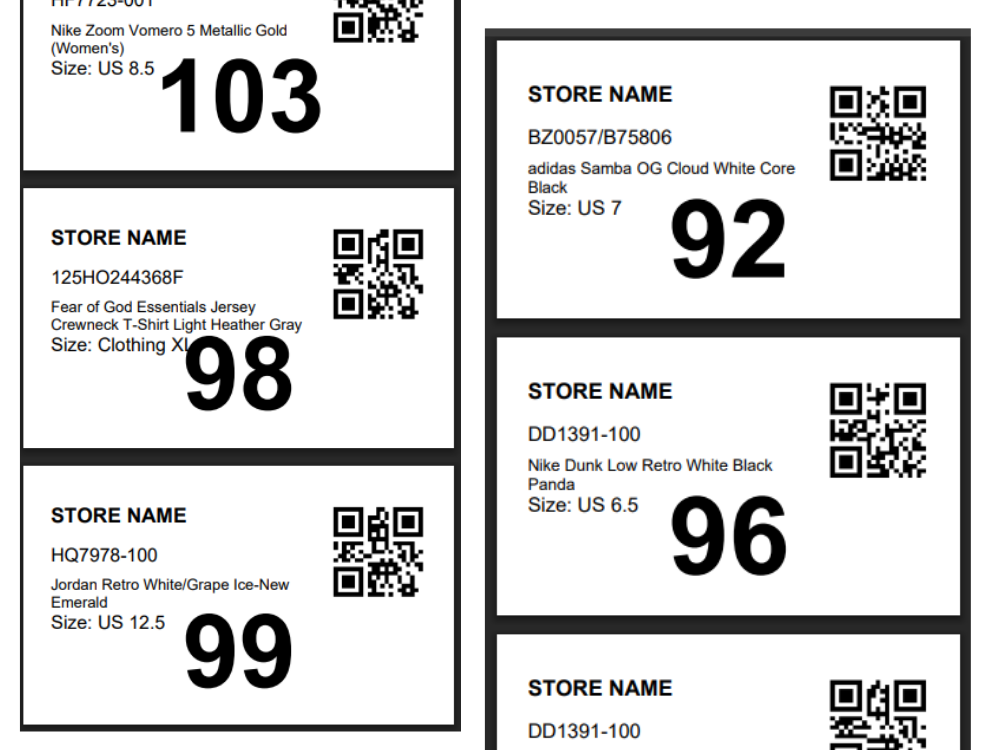 HF7723-001
Nike Zoom Vomero 5 Metallic Gold
(Women's)
Size: US 8.5
103
STORE NAME
125HO244368F
Fear of God Essentials Jersey
Crewneck T-Shirt Light Heather Gray
Size: Clothing XL
98
STORE NAME
HQ7978-100
Jordan Retro White/Grape Ice-New
Emerald
Size: US 12.5
99
STORE NAME
BZ0057/B75806
adidas Samba OG Cloud White Core
Black
Size: US 7
92
STORE NAME
DD1391-100
Nike Dunk Low Retro White Black
Panda
Size: US 6.5
96
STORE NAME
DD1391-100